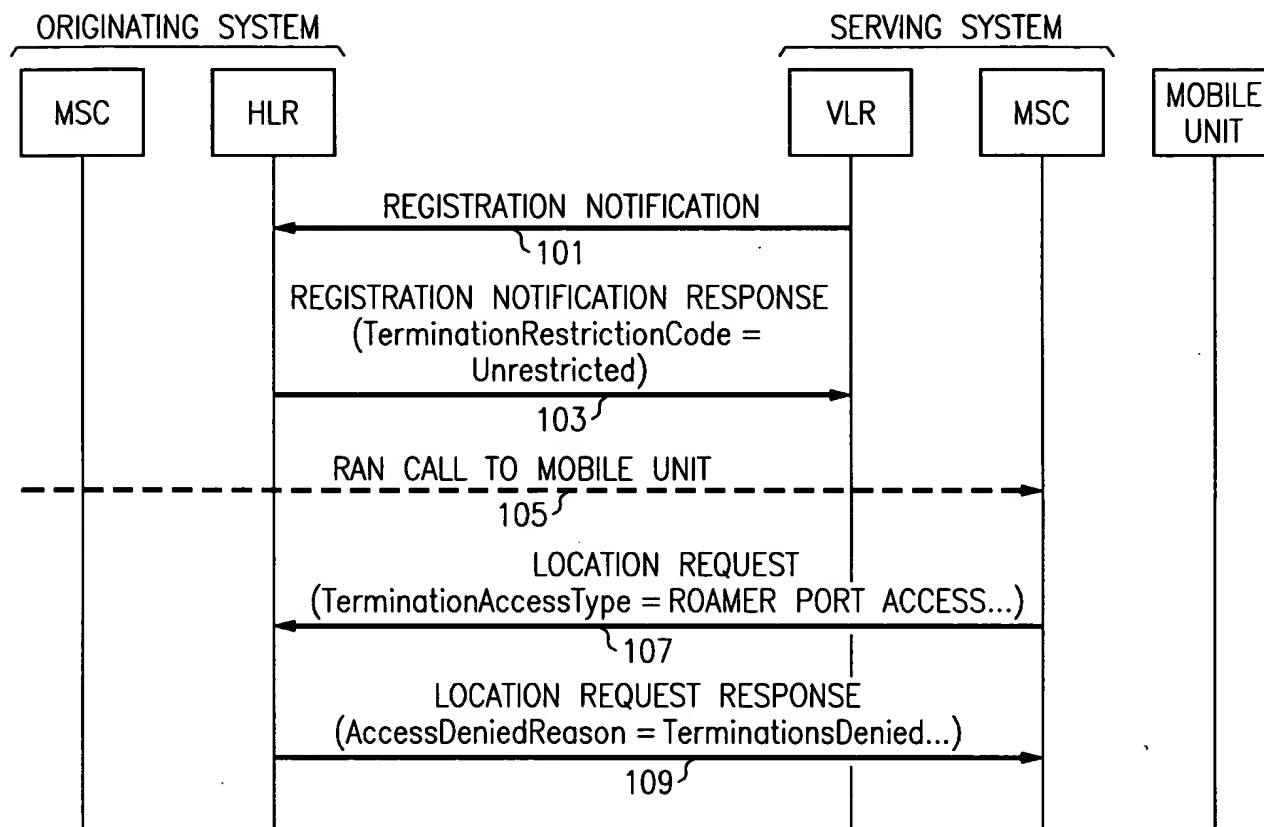 ORIGINATING SYSTEM
SERVING SYSTEM
MSC
HLR
VLR
MSC
MOBILE
UNIT
REGISTRATION NOTIFICATION
101
REGISTRATION NOTIFICATION RESPONSE
(TerminationRestrictionCode =
Unrestricted)
103
RAN CALL TO MOBILE UNIT
105
LOCATION REQUEST
(TerminationAccessType = ROAMER PORT ACCESS...)
107
LOCATION REQUEST RESPONSE
(AccessDeniedReason = TerminationsDenied...)
109